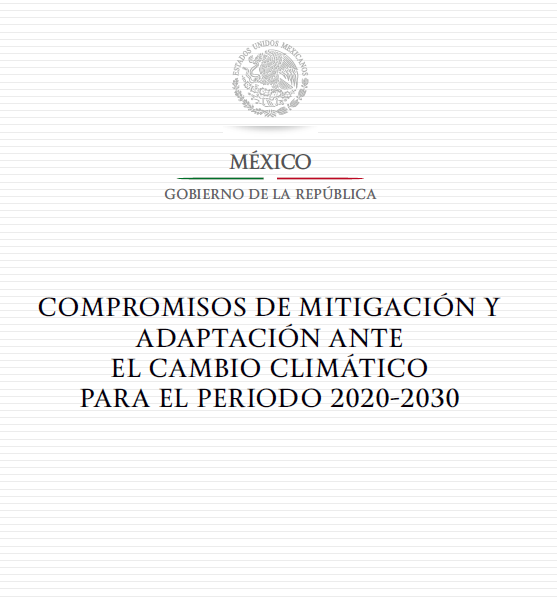 ESTADOS UNIDOS MEXICANOS
MÉXICO
GOBIERNO DE LA REPÚBLICA
COMPROMISOS DE MITIGACIÓN Y
ADAPTACIÓN ANTE
EL CAMBIO CLIMÁTICO
PARA EL PERIODO 2020-2030